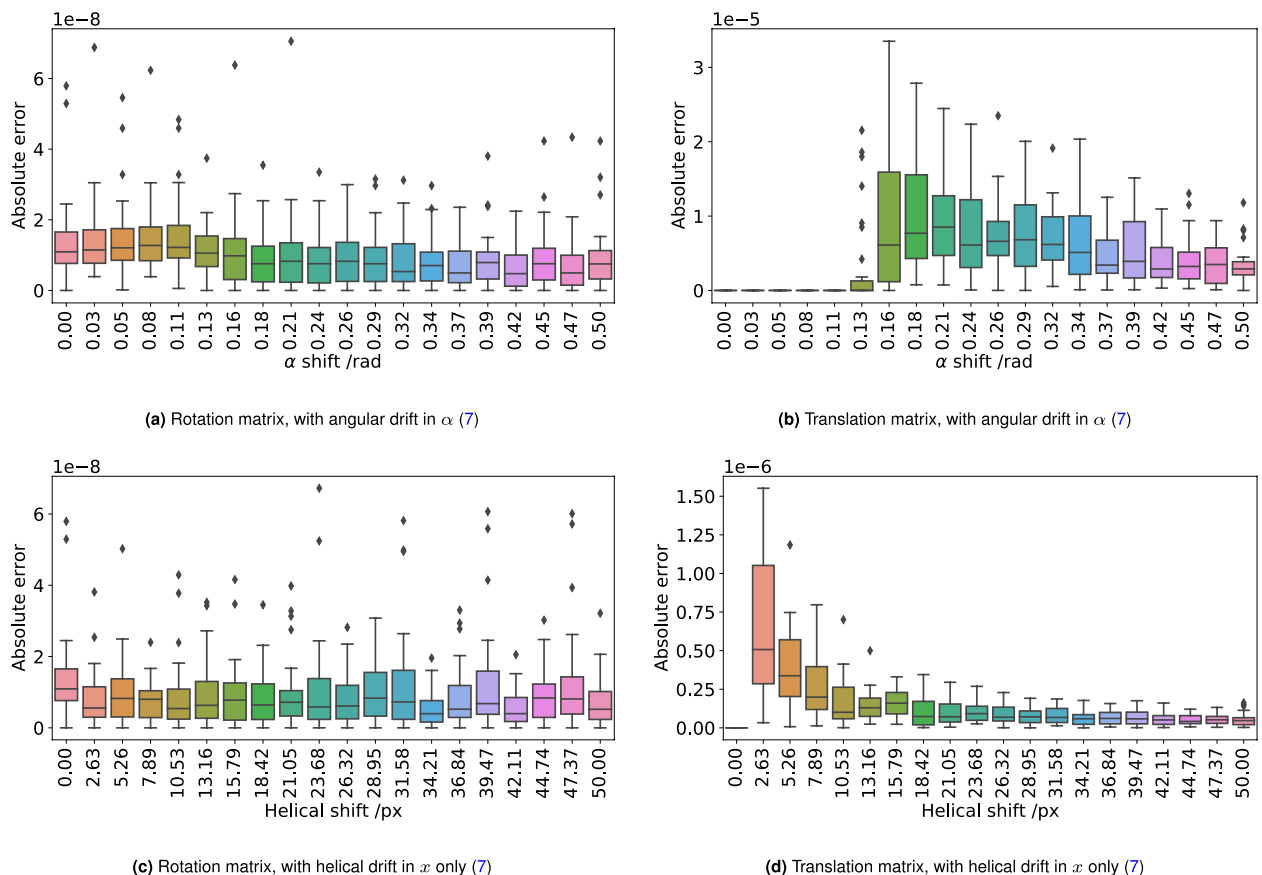 1e-8
Absolute error
6
4
2
0
0.00 0.03 0.05 0.08 0.11 0.13 0.16 0.18 0.21 0.24 0.26 0.29 0.32 0.34 0.37 0.39 0.42 0.45 0.47 0.50
α shift /rad
(a) Rotation matrix, with angular drift in α (7)
1e-5
Absolute error
3
2
1
0
0.00 0.03 0.05 0.08 0.11 0.13 0.16 0.18 0.21 0.24 0.26 0.29 0.32 0.34 0.37 0.39 0.42 0.45 0.47 0.50
α shift /rad
(b) Translation matrix, with angular drift in α (7)
1e-8
Absolute error
6
4
2
0
0.00 2.63 5.26 7.89 10.53 13.16 15.79 18.42 21.05 23.68 26.32 28.95 31.58 34.21 36.84 39.47 42.11 44.74 47.37 50.00
Helical shift /px
(c) Rotation matrix, with helical drift in x only (7)
1e-6
Absolute error
1.50
1.25
1.00
0.75
0.50
0.25
0.00
0.00 2.63 5.26 7.89 10.53 13.16 15.79 18.42 21.05 23.68 26.32 28.95 31.58 34.21 36.84 39.47 42.11 44.74 47.37 50.00
Helical shift /px
(d) Translation matrix, with helical drift in x only (7)